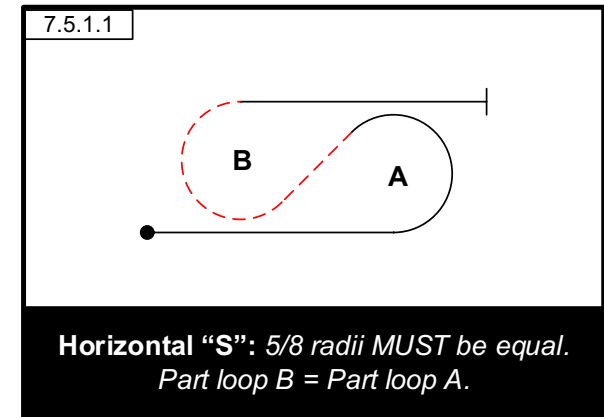 7.5.1.1
B
A
Horizontal “S”: 5/8 radii MUST be equal.
Part loop B = Part loop A.